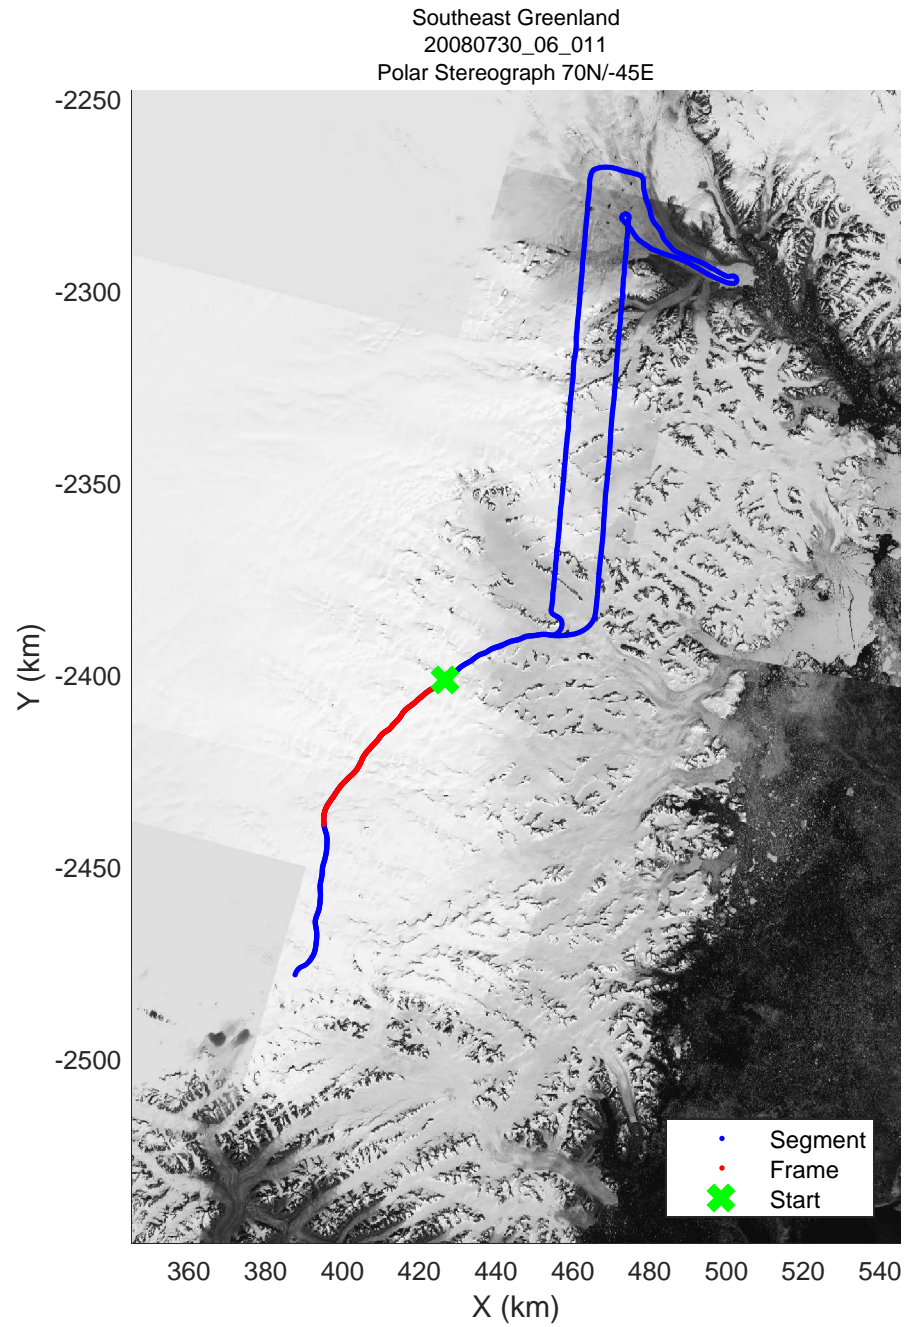 Southeast Greenland
20080730_06_011
Polar Stereograph 70N/-45E
-2250
-2300
-2350
-2400
-2450
-2500
Y (km)
360 380 400 420 440 460 480 500 520 540
X (km)
Segment
Frame
Start